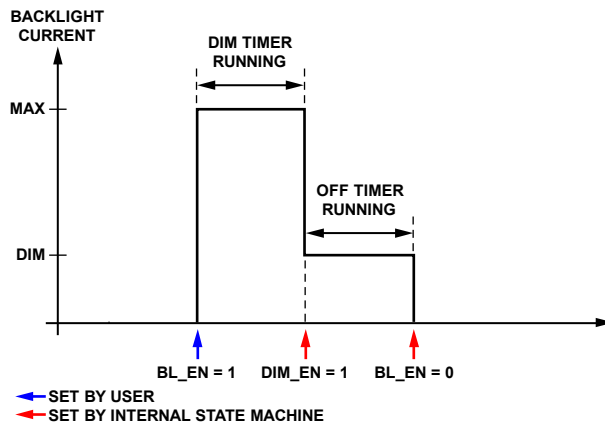 BACKLIGHT
CURRENT
DIM TIMER
RUNNING
MAX
OFF TIMER
RUNNING
DIM
BL_EN = 1
DIM_EN = 1
BL_EN = 0
SET BY USER
SET BY INTERNAL STATE MACHINE